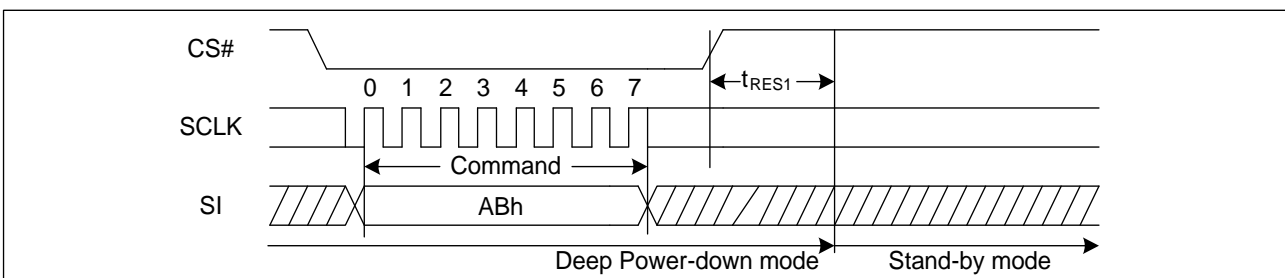 CS#
tRES1
0 1 2 3 4 5 6 7
SCLK
Command
SI
ABh
Deep Power-down mode
Stand-by mode